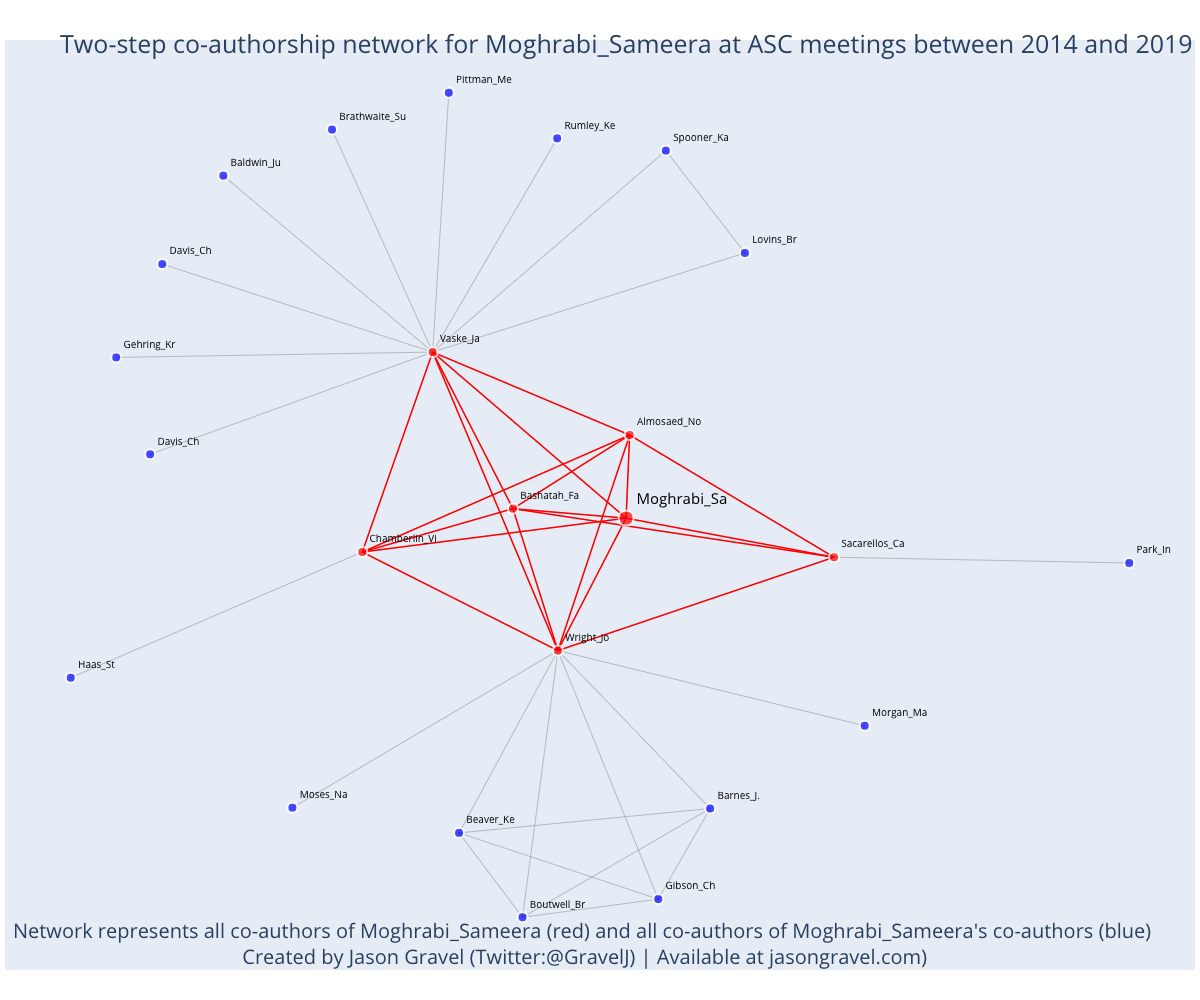 Two-step co-authorship network for Moghrabi_Sameera at ASC meetings between 2014 and 2019
Pittman_Me
Brathwaite_Su
Rumley_Ke
Spooner_Ka
Baldwin_Ju
Lovins_Br
Davis_Ch
Vaske_Ja
Gehring_Kr
Almosaed_No
Davis_Ch
Bashatah_Fa
Moghrabi_Sa
Chamberlin_Vi
Sacarellos_Ca
Park_In
Wright_Jo
Haas_St
Morgan_Ma
Moses_Na
Barnes_J.
Beaver_Ke
Gibson_Ch
Boutwell_Br
Network represents all co-authors of Moghrabi_Sameera (red) and all co-authors of Moghrabi_Sameera's co-authors (blue)
Created by Jason Gravel (Twitter:@GravelJ) | Available at jasongravel.com)